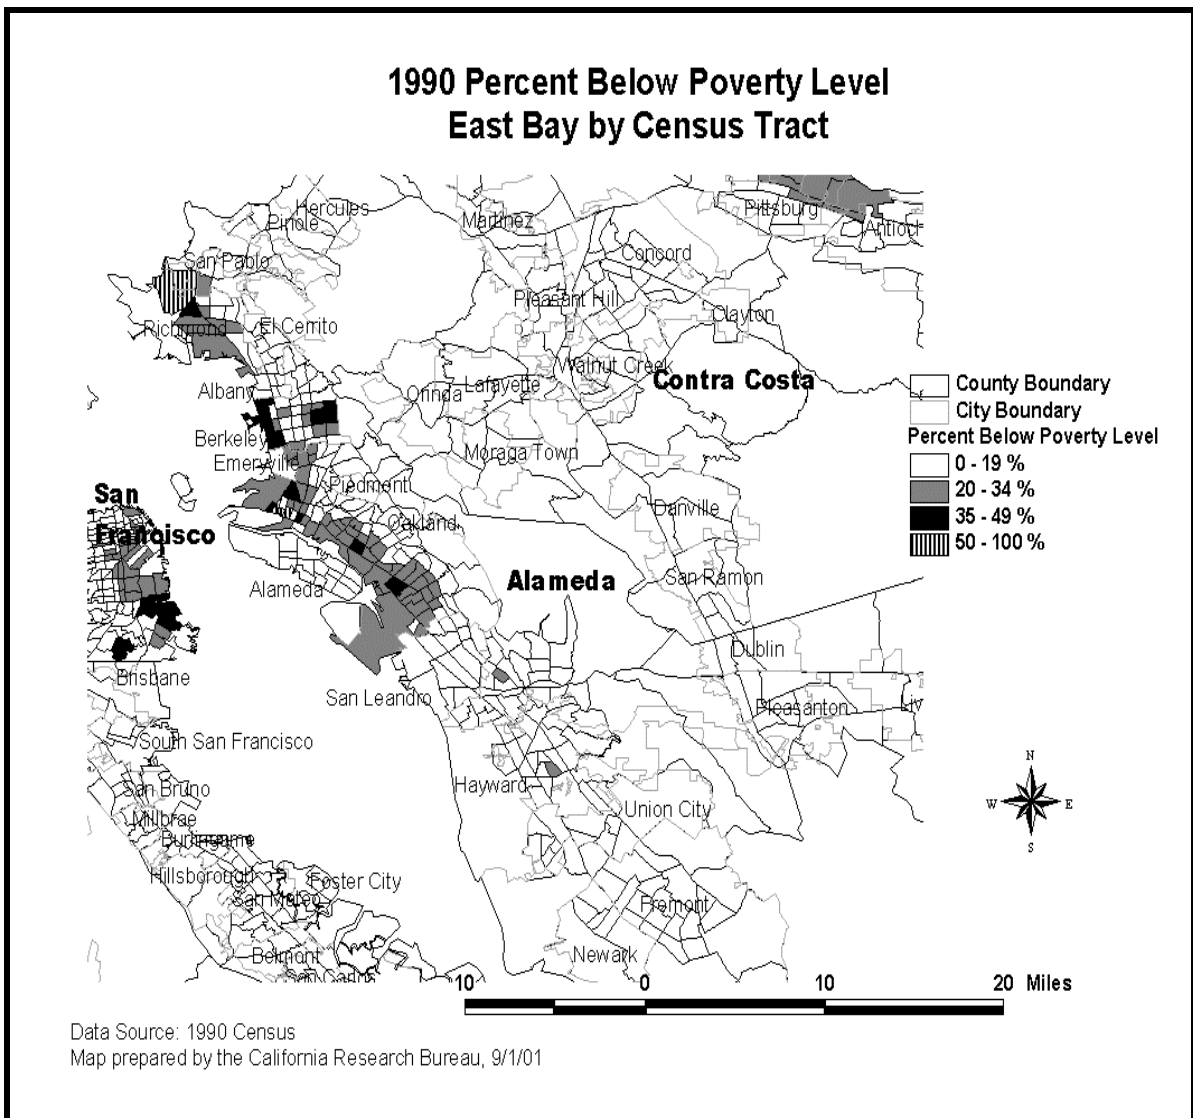 1990 Percent Below Poverty Level
East Bay by Census Tract
Hercules
Pinole
Martinez
Pittsburg
Antioch
San Pablo
Concord
Pleasant Hill
Clayton
Richmond
El Cerrito
Walnut Creek
Contra Costa
Albany
Orinda
Lafayette
County Boundary
City Boundary
Percent Below Poverty Level
0 - 19 %
20 - 34 %
35 - 49 %
50 - 100 %
Berkeley
Moraga Town
Emeryville
Piedmont
San
Francisco
Danville
Oakland
Alameda
Alameda
San Ramon
Dublin
Brisbane
San Leandro
Pleasanton
Liv
South San Francisco
San Bruno
Hayward
Union City
Millbrae
Burlingame
Hillsborough
Foster City
San Mateo
Fremont
Belmont
Newark
San Carlos
N
W
E
S
10 0 10 20 Miles
Data Source: 1990 Census
Map prepared by the California Research Bureau, 9/1/01